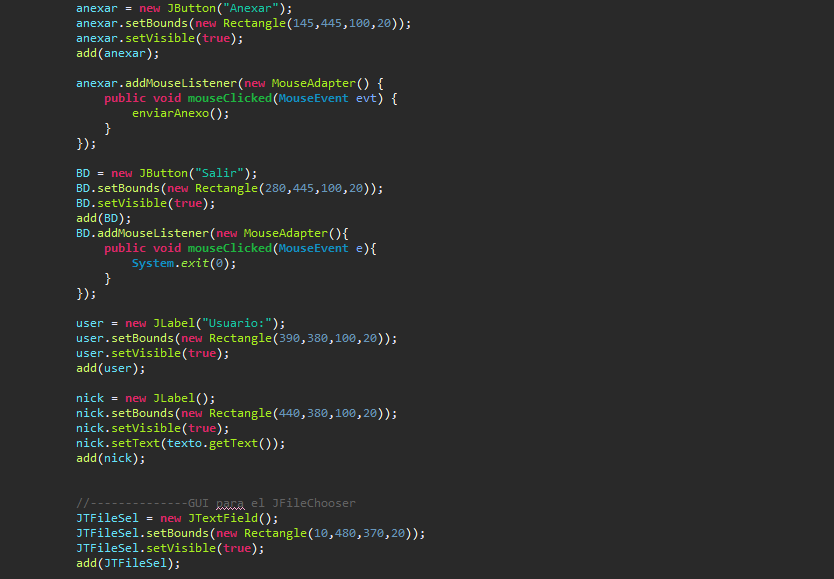 anexar = new JButton("Anexar");
anexar.setBounds(new Rectangle(145,445,100,20));
anexar.setVisible(true);
add(anexar);

anexar.addMouseListener(new MouseAdapter() {
    public void mouseClicked(MouseEvent evt) {
        enviarAnexo();
    }
});

BD = new JButton("Salir");
BD.setBounds(new Rectangle(280,445,100,20));
BD.setVisible(true);
add(BD);
BD.addMouseListener(new MouseAdapter(){
    public void mouseClicked(MouseEvent e){
        System.exit(0);
    }
});

user = new JLabel("Usuario:");
user.setBounds(new Rectangle(390,380,100,20));
user.setVisible(true);
add(user);

nick = new JLabel();
nick.setBounds(new Rectangle(440,380,100,20));
nick.setVisible(true);
nick.setText(texto.getText());
add(nick);

//--------------GUI para el JFileChooser
JTFileSel = new JTextField();
JTFileSel.setBounds(new Rectangle(10,480,370,20));
JTFileSel.setVisible(true);
add(JTFileSel);